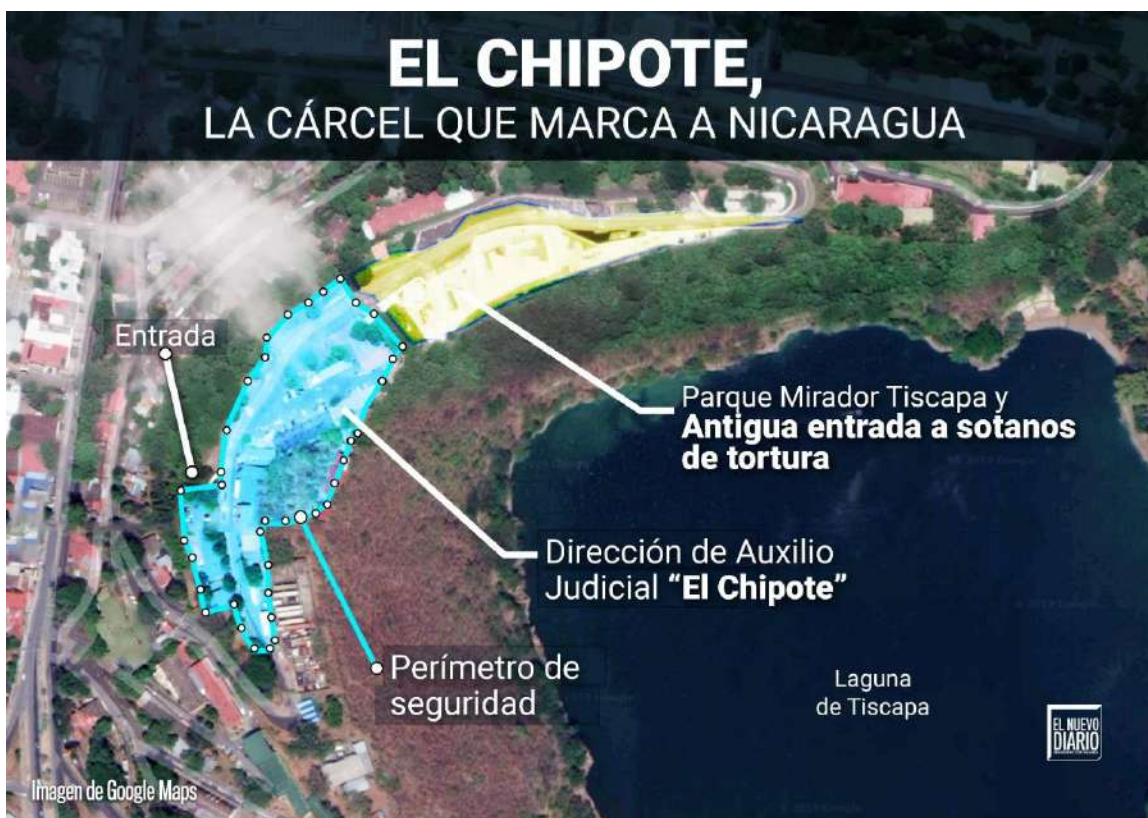 EL CHIPOTE,
LA CÁRCEL QUE MARCA A NICARAGUA
Entrada
Parque Mirador Tiscapa y
Antigua entrada a sotanos
de tortura
Dirección de Auxilio
Judicial “El Chipote”
Perímetro de
seguridad
Laguna
de Tiscapa
EL NUEVO
DIARIO
Imagen de Google Maps